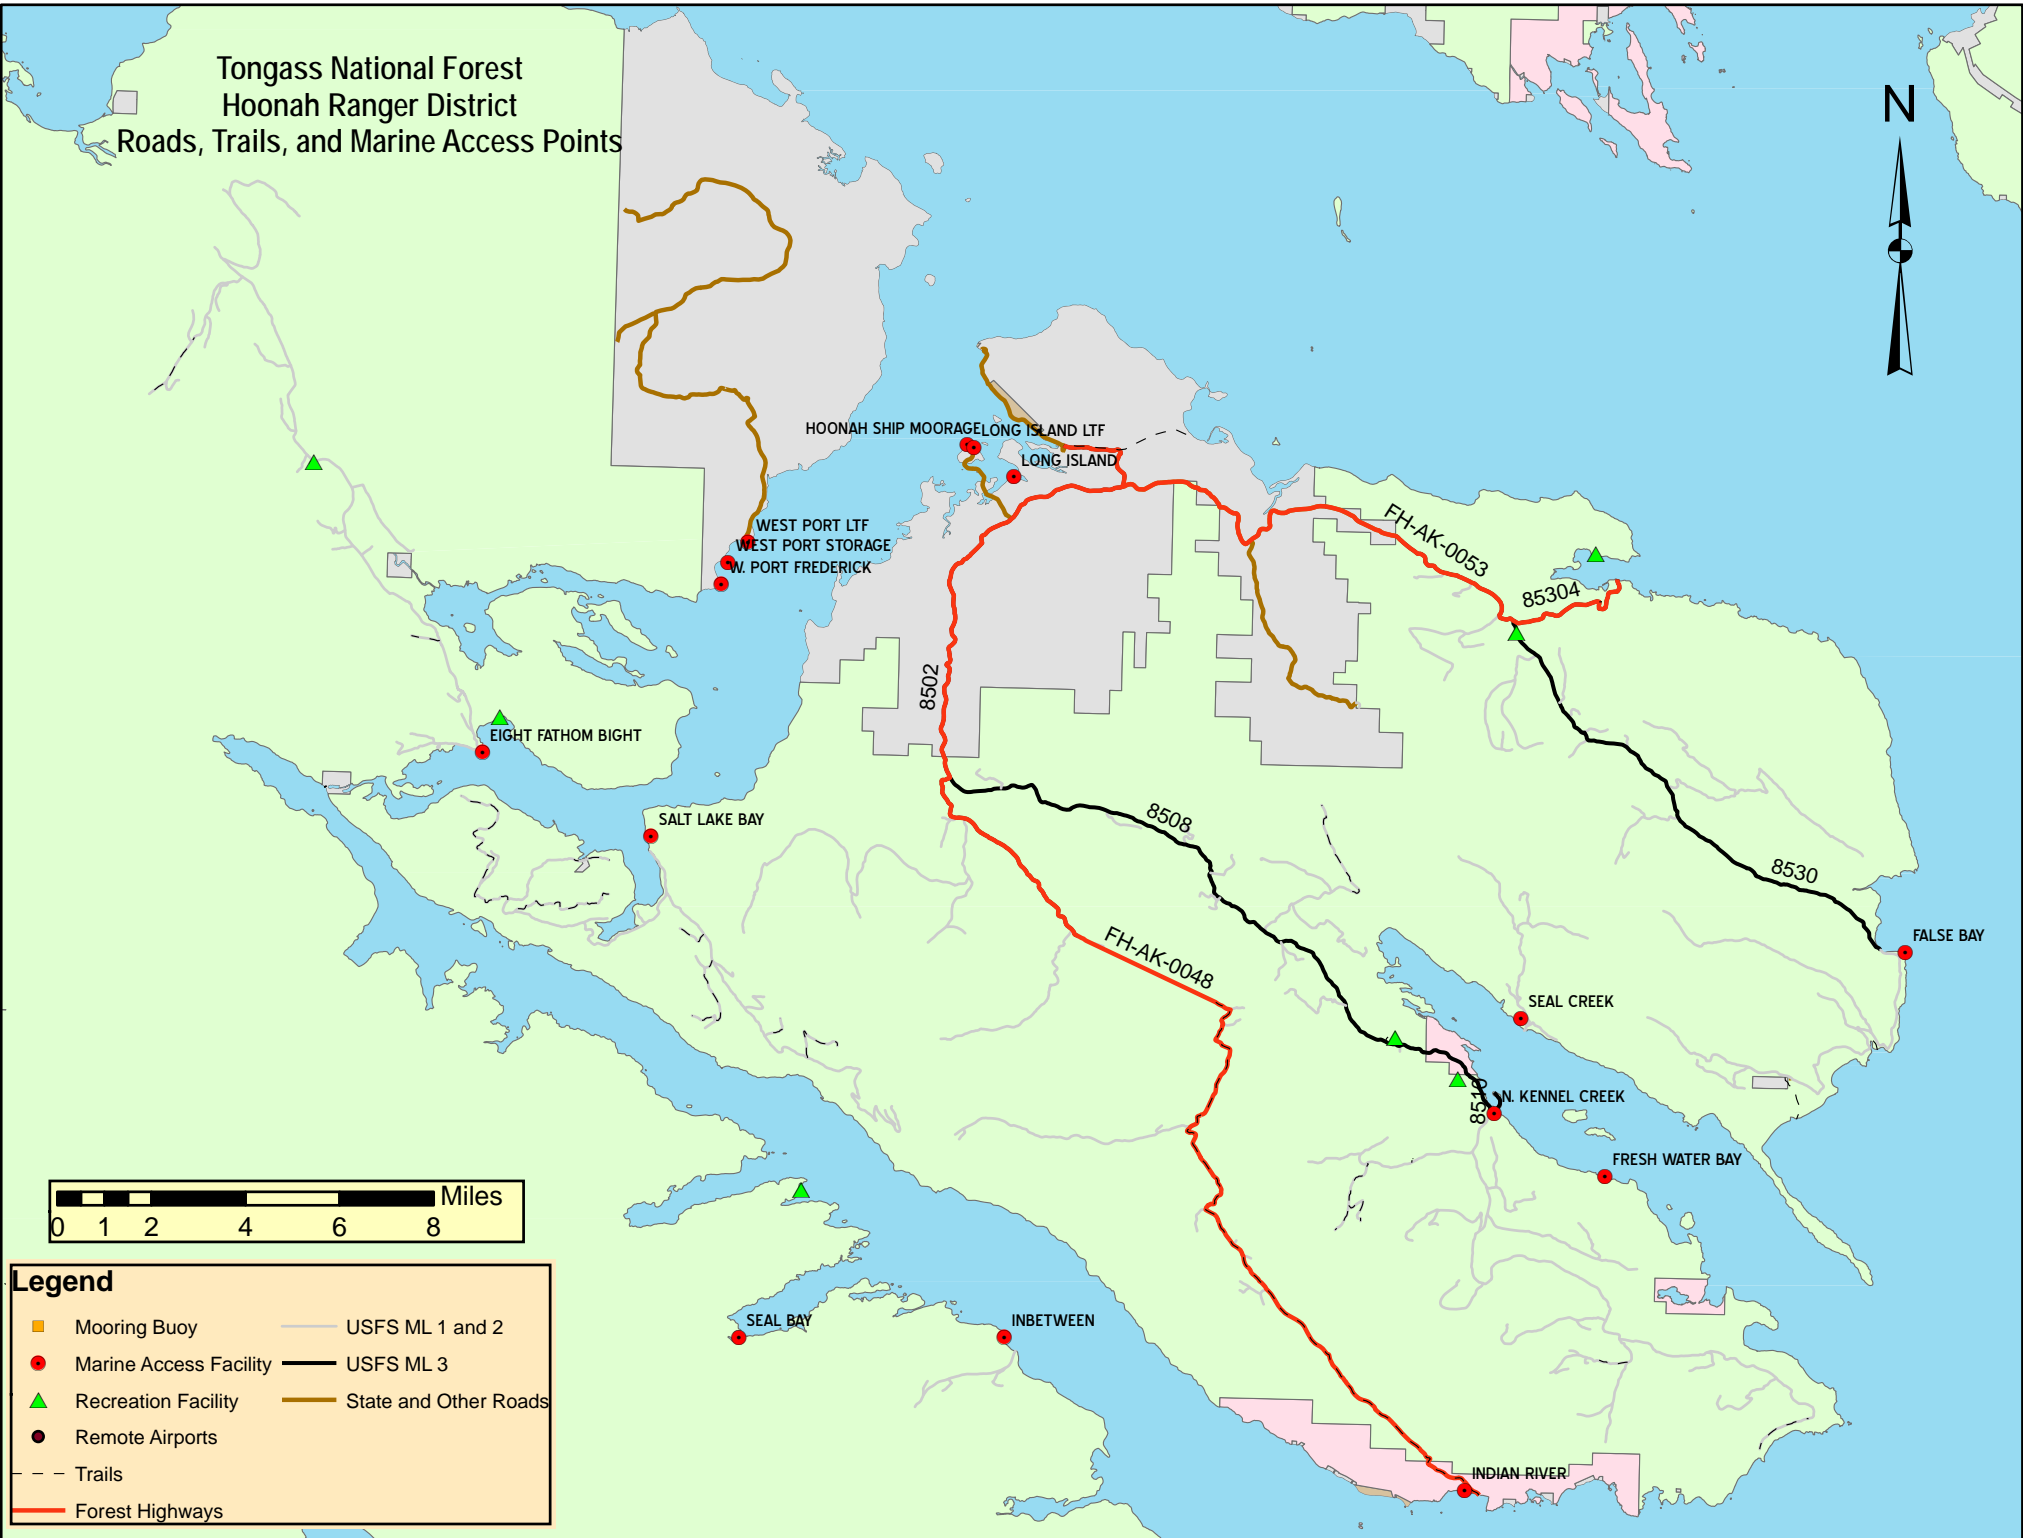 Tongass National Forest
Hoonah Ranger District
Roads, Trails, and Marine Access Points
N
HOONAH SHIP MOORAGE
LONG ISLAND LTF
LONG ISLAND
WEST PORT LTF
WEST PORT STORAGE
W. PORT FREDERICK
FH-AK-0053
85304
8502
EIGHT FATHOM BIGHT
SALT LAKE BAY
8508
8530
FALSE BAY
FH-AK-0048
SEAL CREEK
8510
N. KENNEL CREEK
FRESH WATER BAY
SEAL BAY
INBETWEEN
INDIAN RIVER
Miles
0 1 2 4 6 8
Legend
Mooring Buoy
Marine Access Facility
Recreation Facility
Remote Airports
Trails
Forest Highways
USFS ML 1 and 2
USFS ML 3
State and Other Roads